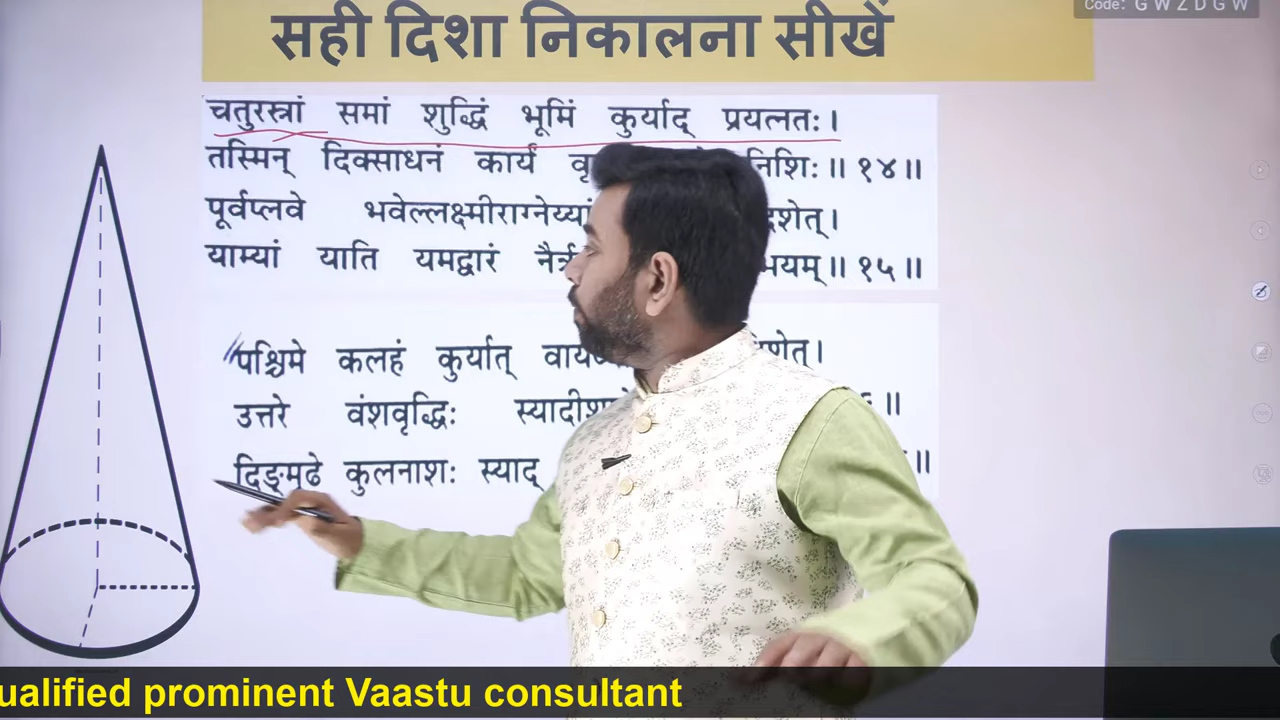 Code: G W Z D G W
सही दिशा निकालना सीखें
चतुरस्त्रां समां शुद्धिं भूमिं कुर्याद् प्रयत्नतः।
तस्मिन् दिक्साधनं कार्यं निशिः॥ १४॥
पूर्वप्लवे भवेल्लक्ष्मीराग्नेय्यां
याम्यां याति यमद्वारं भयम्॥ १५॥
पश्चिमे कलहं कुर्यात्
उत्तरे वंशवृद्धिः
दिङ्मूढे कुलनाशः स्याद्
ualified prominent Vaastu consultant